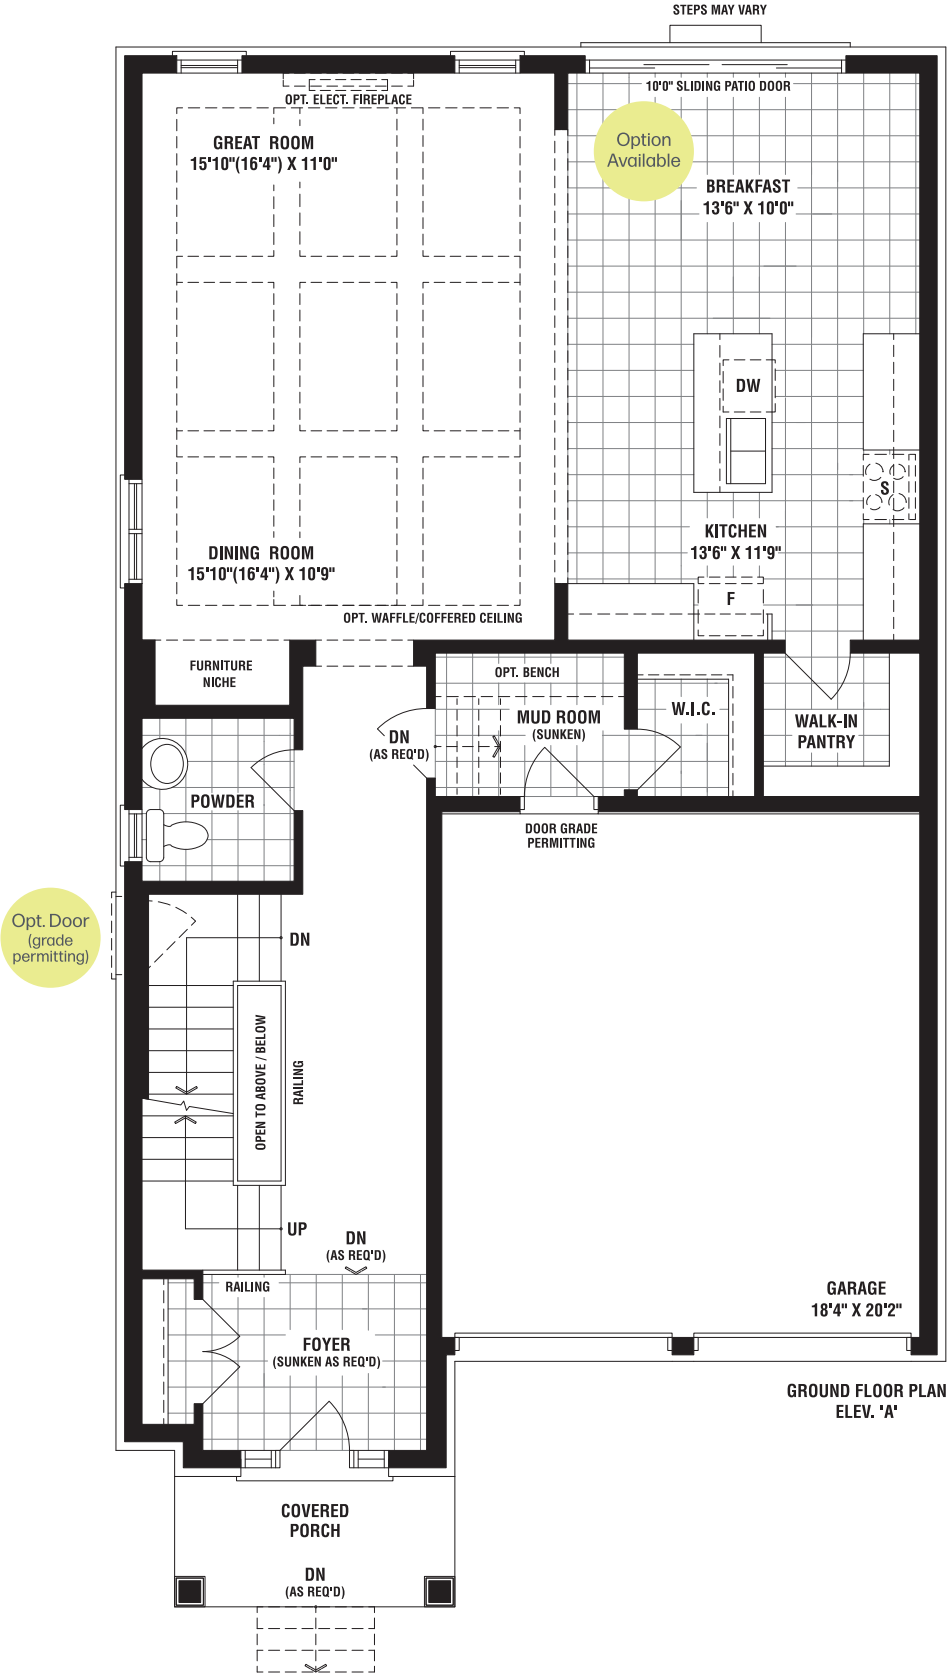 STEPS MAY VARY
10'0" SLIDING PATIO DOOR
OPT. ELECT. FIREPLACE
GREAT ROOM
15'10"(16'4") X 11'0"
Option
Available
BREAKFAST
13'6" X 10'0"
DW
S
KITCHEN
13'6" X 11'9"
DINING ROOM
15'10"(16'4") X 10'9"
F
OPT. WAFFLE/COFFERED CEILING
FURNITURE
NICHE
OPT. BENCH
MUD ROOM
(SUNKEN)
W.I.C.
WALK-IN
PANTRY
DN
(AS REQ'D)
POWDER
DOOR GRADE
PERMITTING
Opt. Door
(grade
permitting)
DN
OPEN TO ABOVE / BELOW
RAILING
UP
DN
(AS REQ'D)
RAILING
FOYER
(SUNKEN AS REQ'D)
GARAGE
18'4" X 20'2"
GROUND FLOOR PLAN
ELEV. 'A'
COVERED
PORCH
DN
(AS REQ'D)